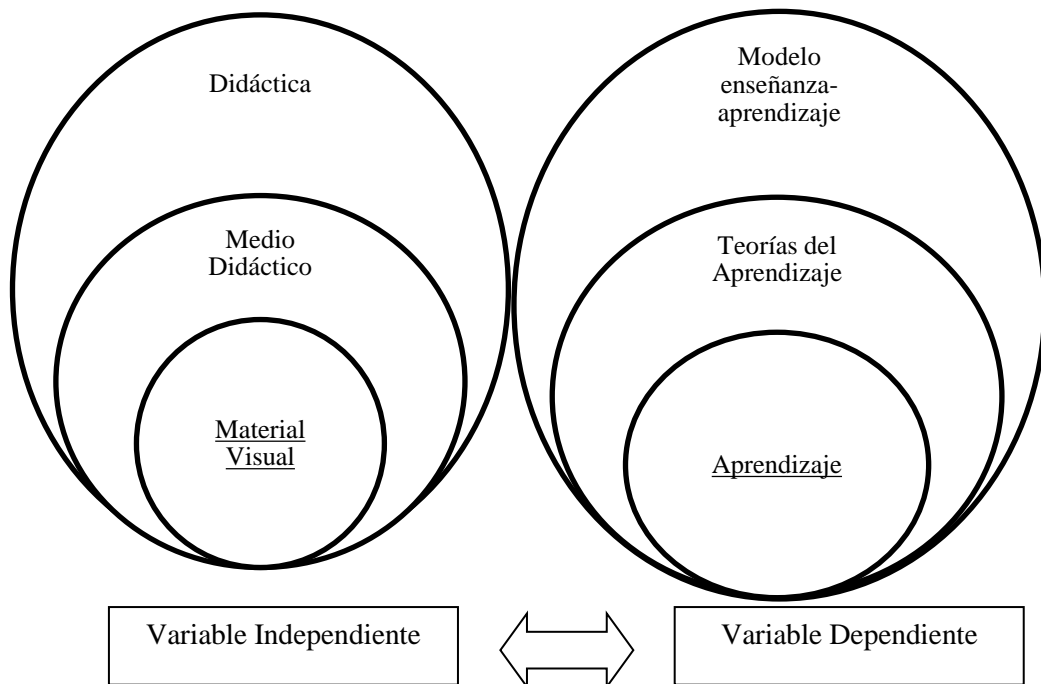 Didáctica
Medio
Didáctico
Material
Visual
Variable Independiente
Modelo
enseñanza-
aprendizaje
Teorías del
Aprendizaje
Aprendizaje
Variable Dependiente